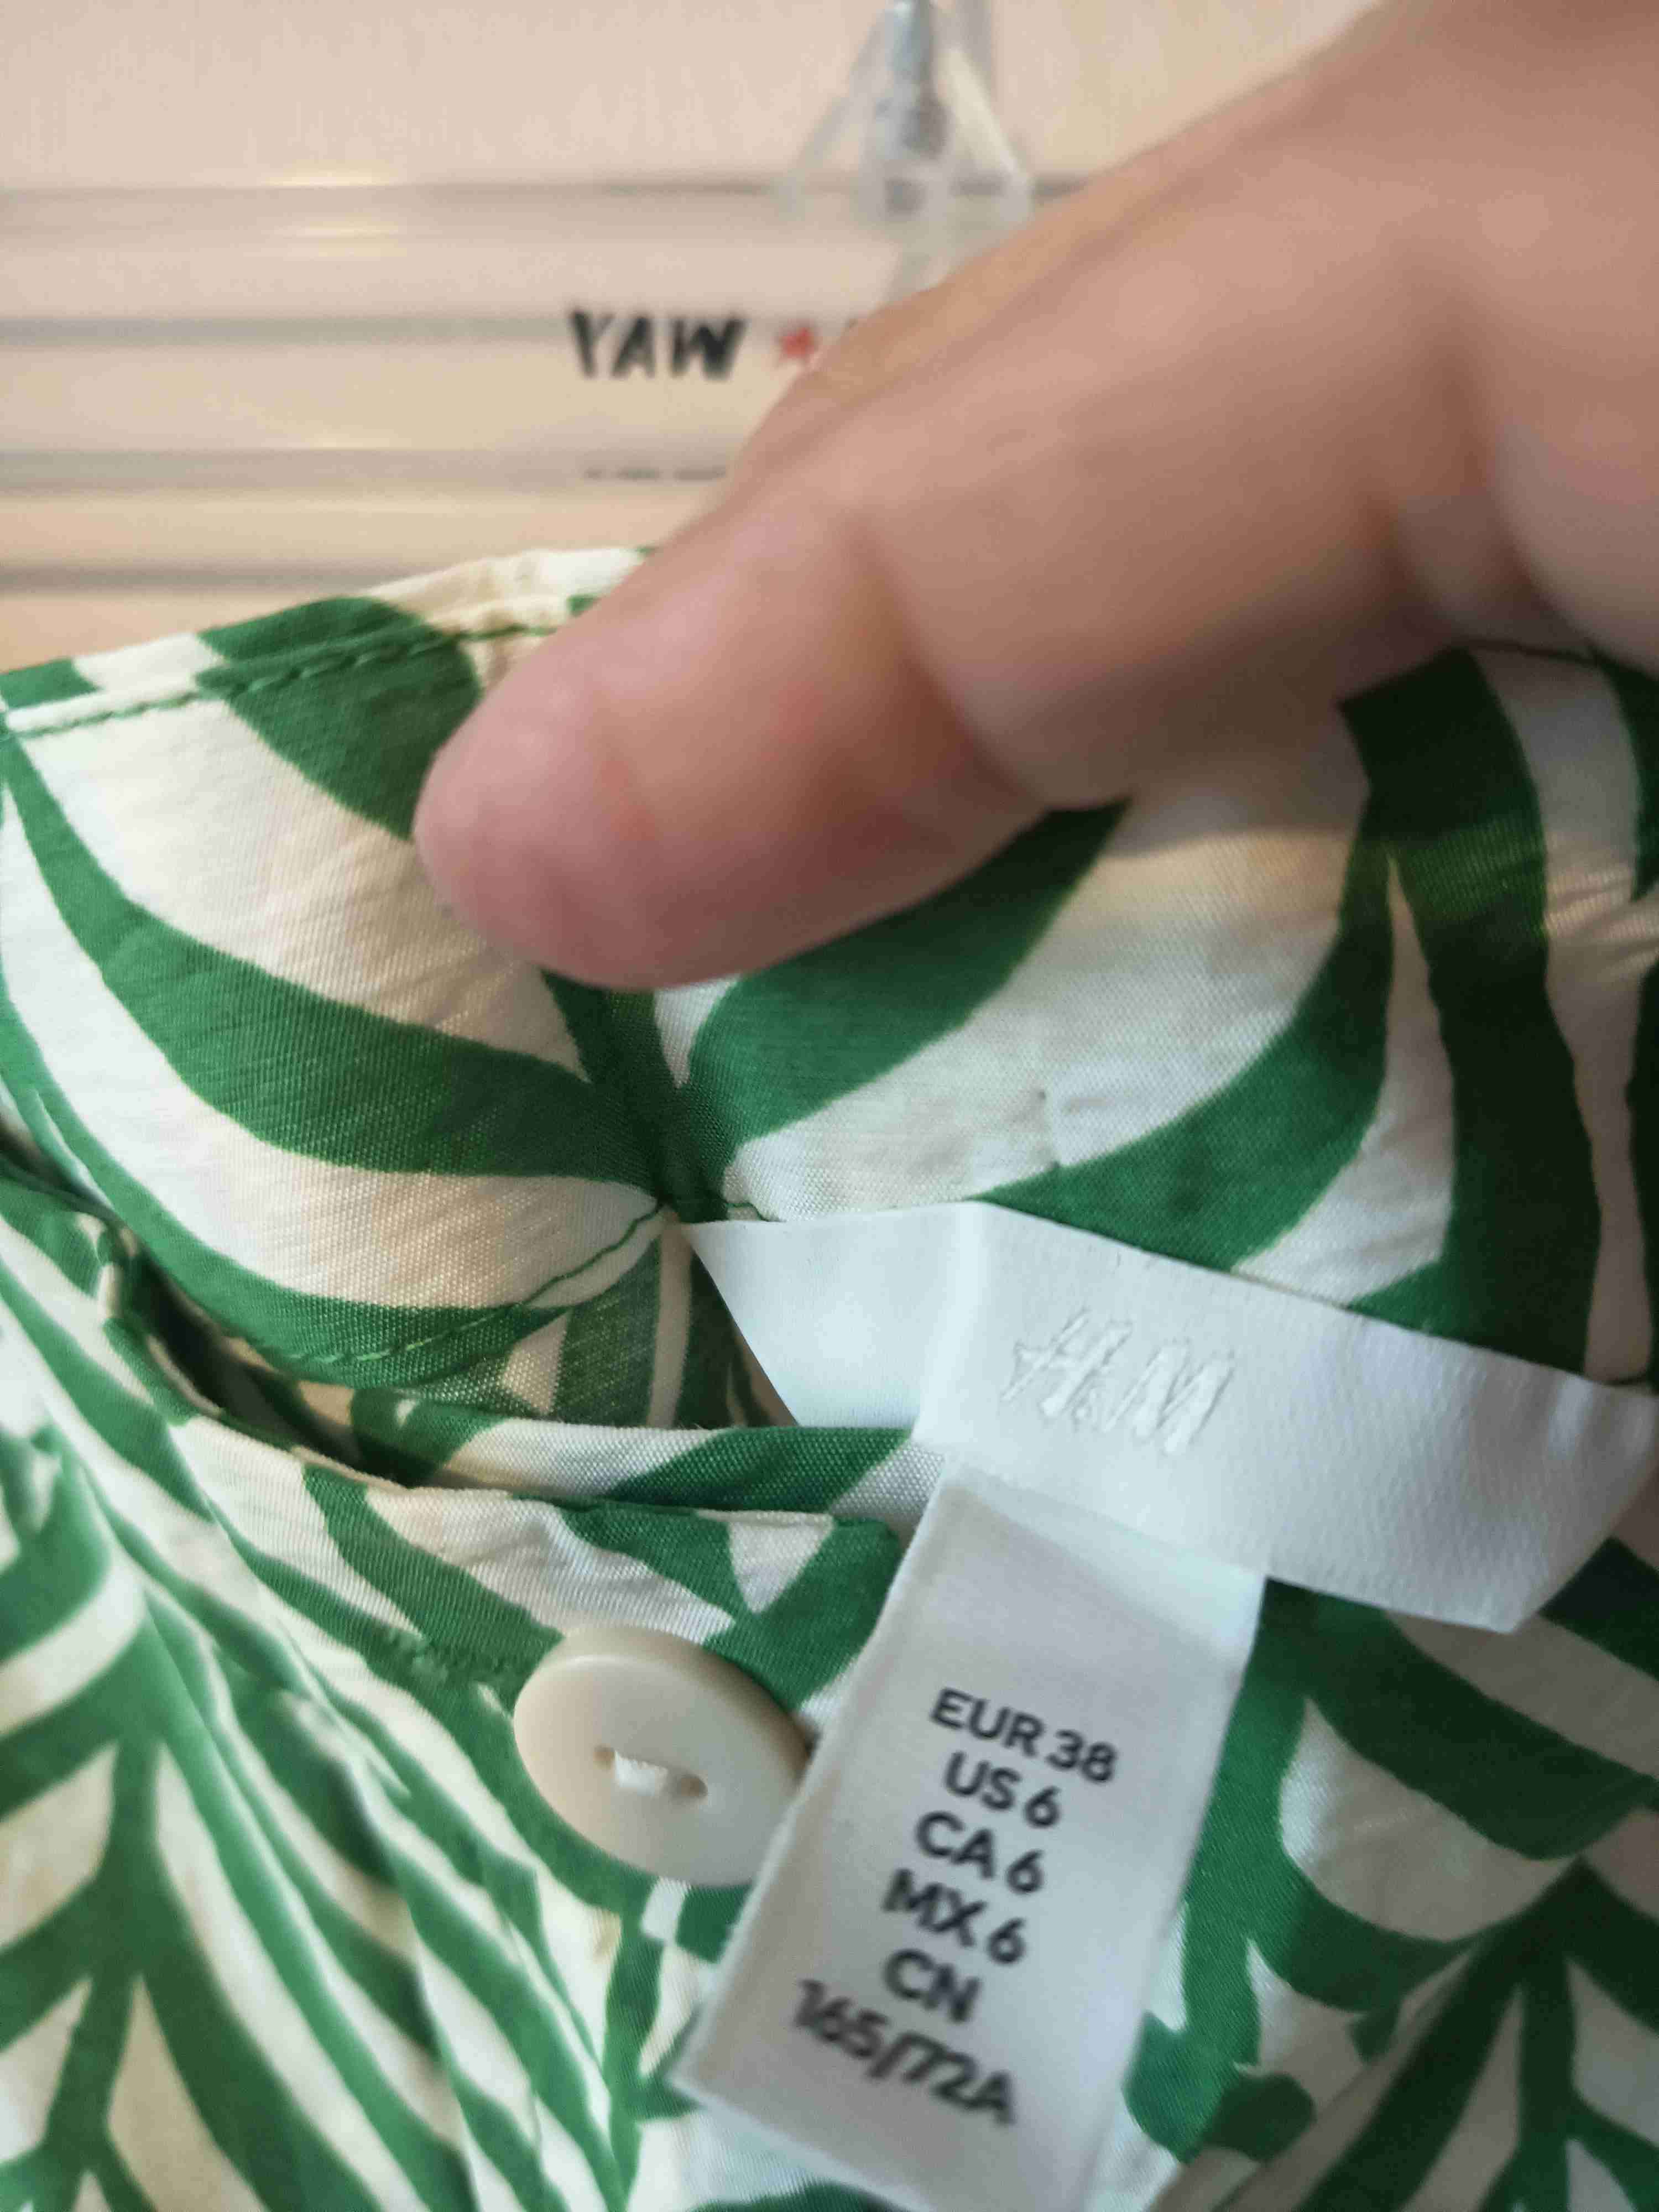 YAW
H&M
EUR 38
US 6
CA 6
MX 6
CN
165/72A